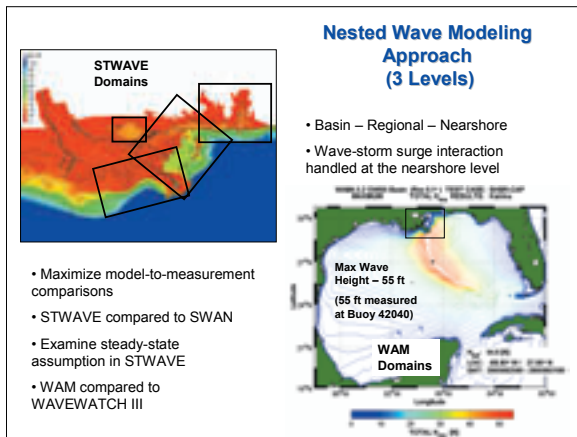 Nested Wave Modeling
Approach
(3 Levels)
STWAVE
Domains
• Basin – Regional – Nearshore
• Wave-storm surge interaction
handled at the nearshore level
• Maximize model-to-measurement
comparisons
• STWAVE compared to SWAN
• Examine steady-state
assumption in STWAVE
• WAM compared to
WAVEWATCH III
Max Wave
Height – 55 ft
(55 ft measured
at Buoy 42040)
WAM
Domains
Latitude
Longitude